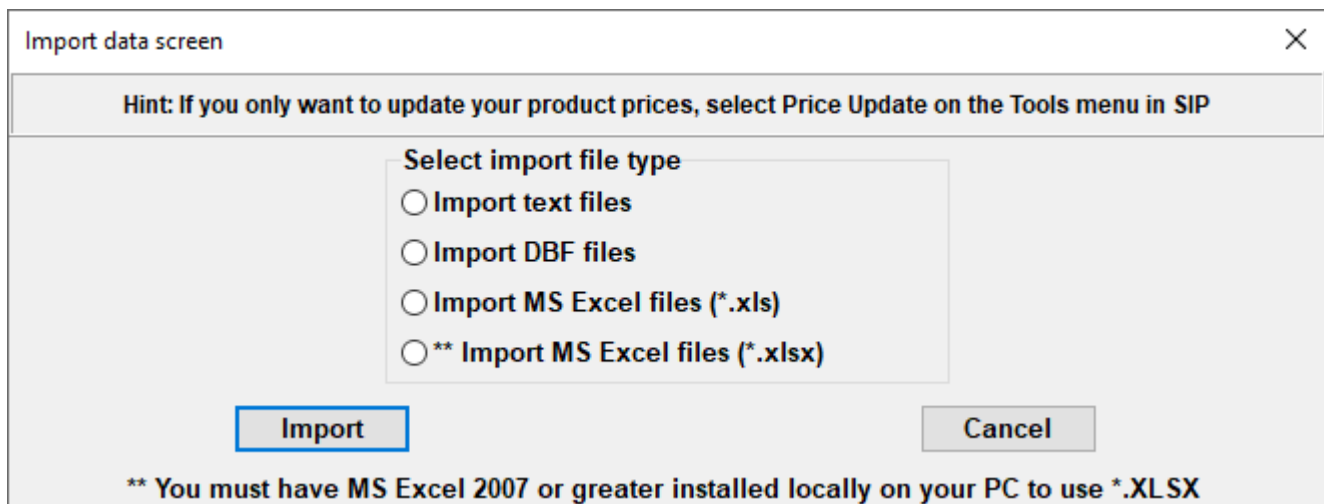 Import data screen
Hint: If you only want to update your product prices, select Price Update on the Tools menu in SIP
Select import file type
Import text files
Import DBF files
Import MS Excel files (*.xls)
** Import MS Excel files (*.xlsx)
Import Cancel
** You must have MS Excel 2007 or greater installed locally on your PC to use *.XLSX